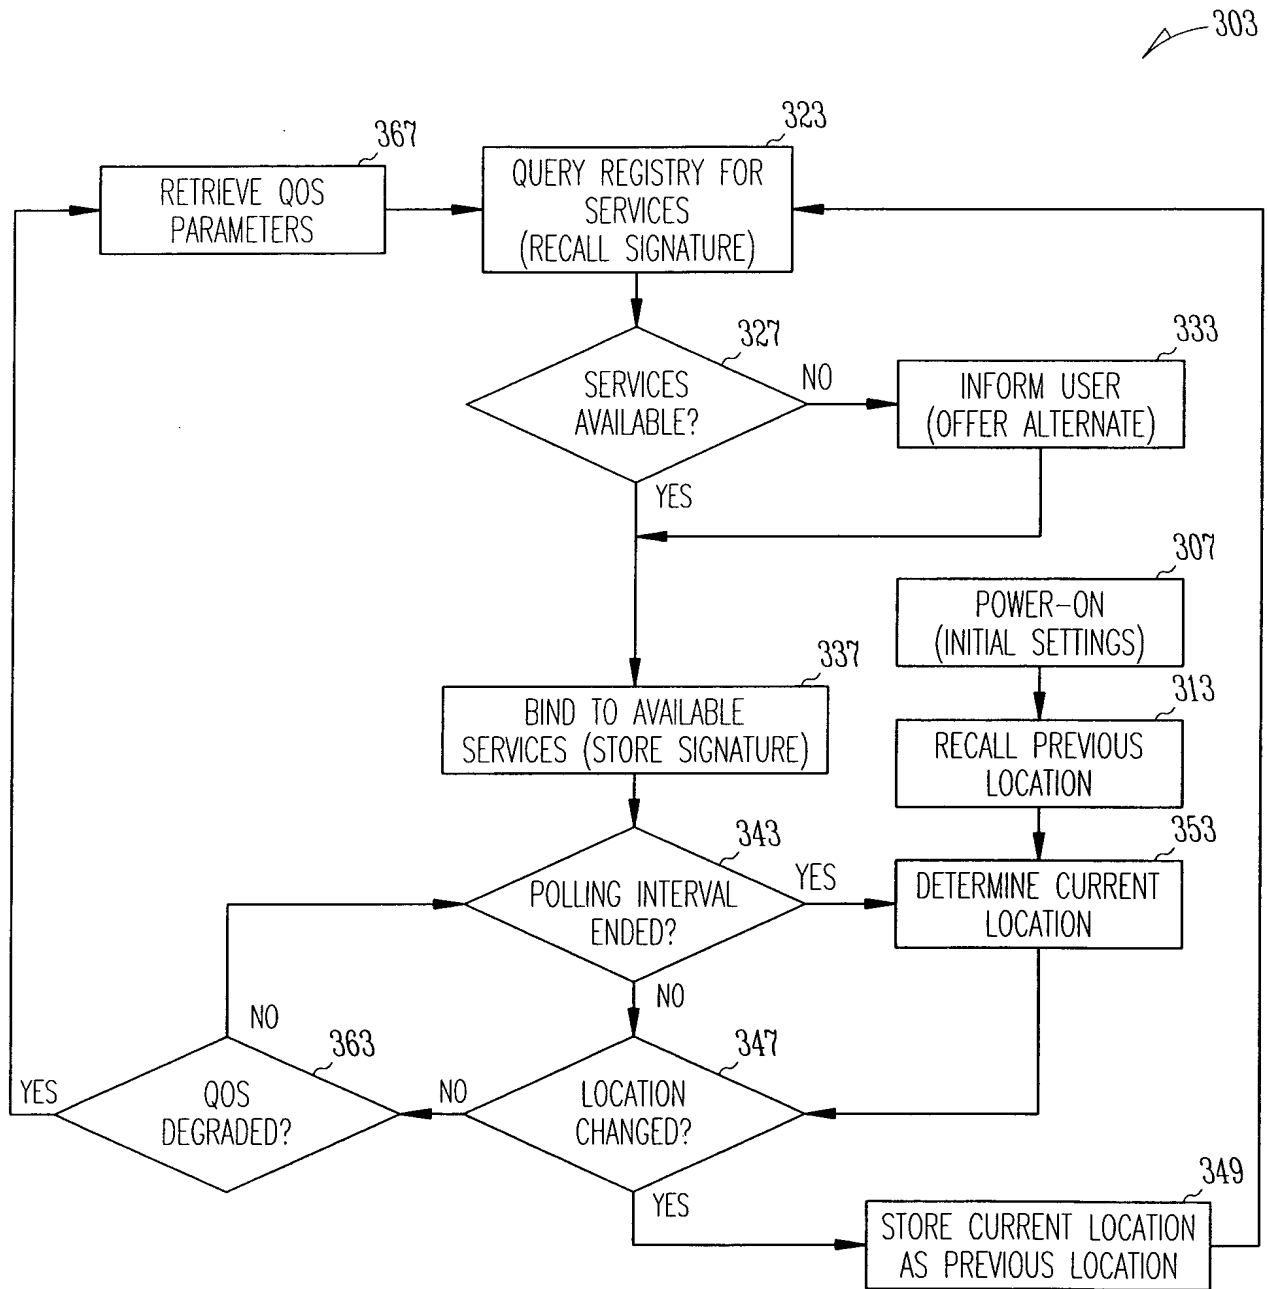 303
367
RETRIEVE QOS
PARAMETERS
323
QUERY REGISTRY FOR
SERVICES
(RECALL SIGNATURE)
327
SERVICES
AVAILABLE?
NO
YES
333
INFORM USER
(OFFER ALTERNATE)
307
POWER-ON
(INITIAL SETTINGS)
313
RECALL PREVIOUS
LOCATION
337
BIND TO AVAILABLE
SERVICES (STORE SIGNATURE)
343
POLLING INTERVAL
ENDED?
YES
NO
353
DETERMINE CURRENT
LOCATION
347
LOCATION
CHANGED?
NO
YES
363
QOS
DEGRADED?
NO
YES
349
STORE CURRENT LOCATION
AS PREVIOUS LOCATION